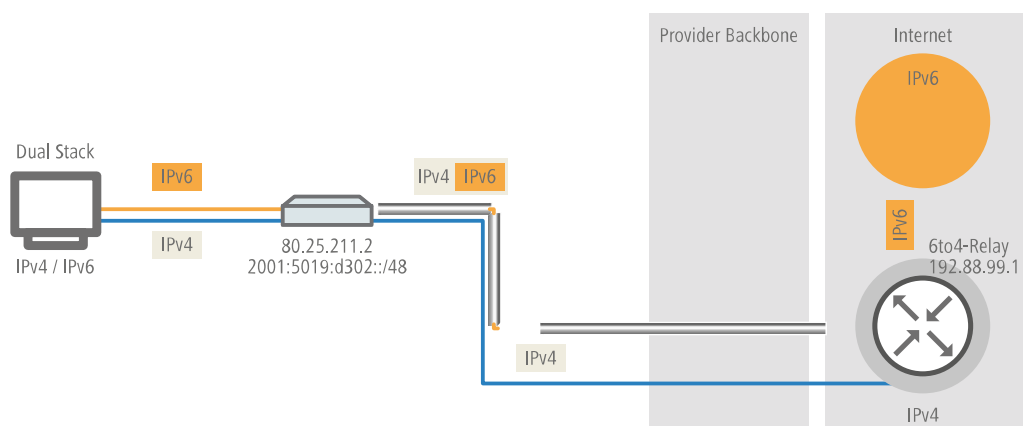 Provider Backbone
Internet
IPv6
Dual Stack
IPv6
IPv4 IPv6
IPv4
IPv4 / IPv6
80.25.211.2
2001:5019:d302::/48
IPv6
6to4-Relay
192.88.99.1
IPv4
IPv4